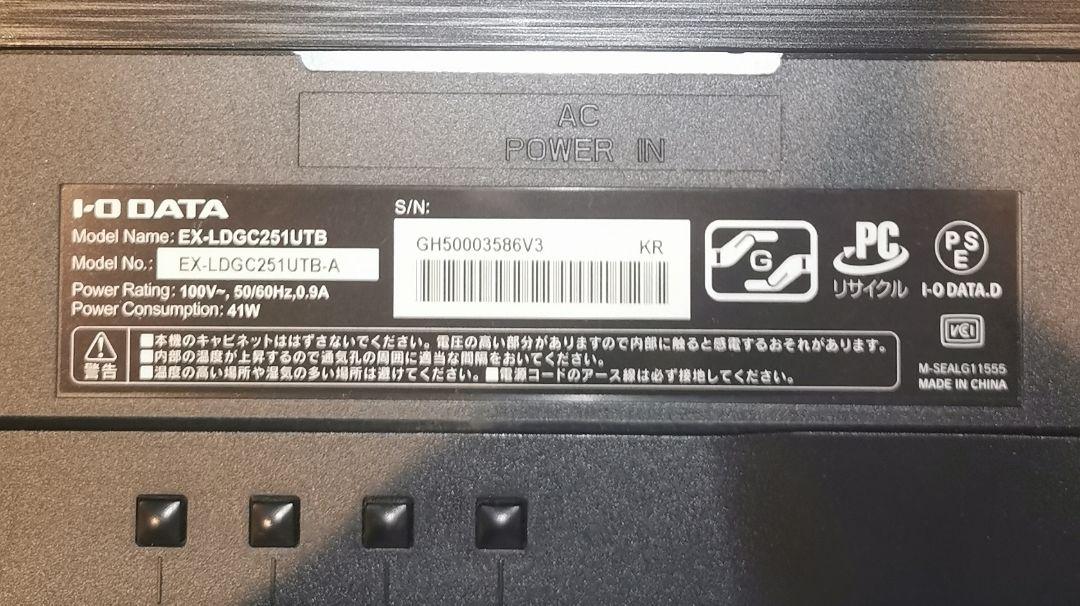 AC
POWER IN
I-O DATA
Model Name: EX-LDGC251UTB
Model No.: EX-LDGC251UTB-A
Power Rating: 100V~, 50/60Hz,0.9A
Power Consumption: 41W
S/N:
GH50003586V3 KR
G
PC
リサイクル
PSE
I-O DATA.D
VCI
警告
■本機のキャビネットははずさないでください。電圧の高い部分がありますので内部に触ると感電するおそれがあります。
■内部の温度が上昇するので通気孔の周囲に適当な間隔をおいてください。
■温度の高い場所や湿気の多い場所は避けてください。■電源コードのアース線は必ず接地してください。
M-SEALG11555
MADE IN CHINA